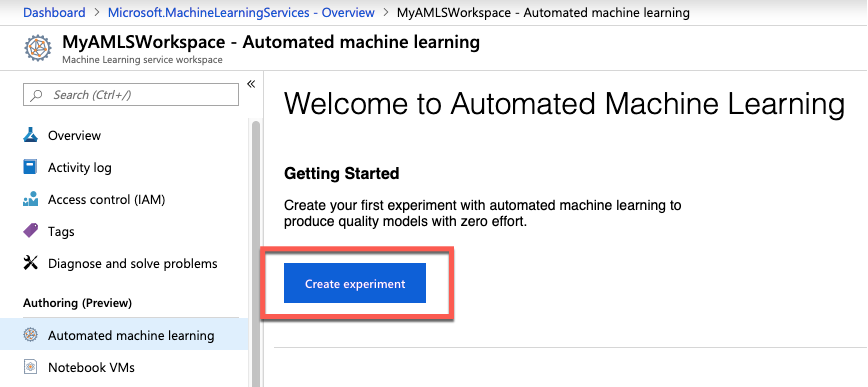 Dashboard > Microsoft.MachineLearningServices - Overview > MyAMLSWorkspace - Automated machine learning
MyAMLSWorkspace - Automated machine learning
Machine Learning service workspace
«
Search (Ctrl+/)
Overview
Activity log
Access control (IAM)
Tags
Diagnose and solve problems
Authoring (Preview)
Automated machine learning
Notebook VMs
Welcome to Automated Machine Learning
Getting Started
Create your first experiment with automated machine learning to
produce quality models with zero effort.
Create experiment